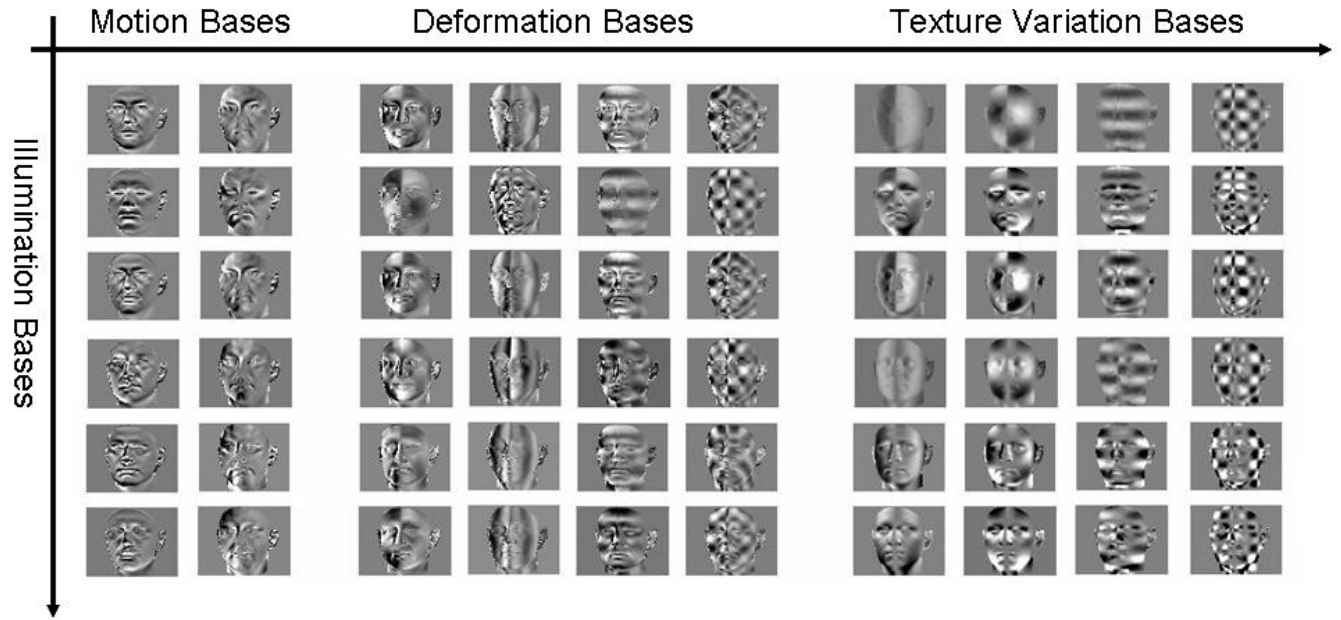 Motion Bases
Deformation Bases
Texture Variation Bases
Illumination Bases